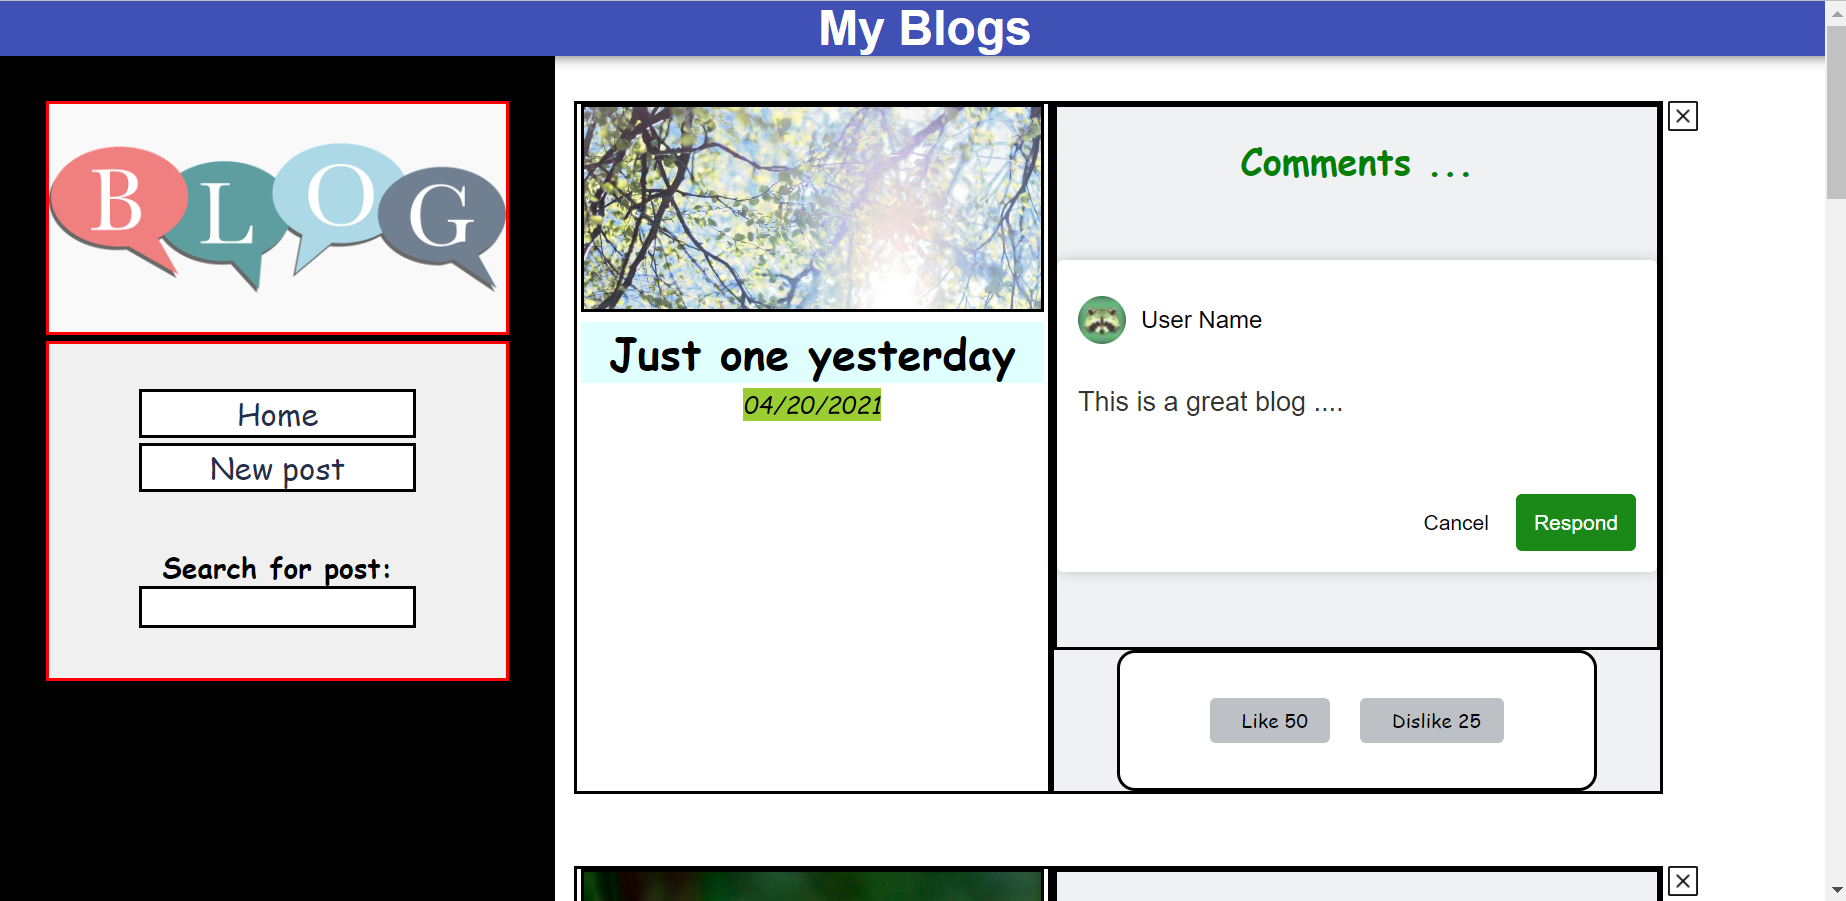 My Blogs
BLOG
Home
New post
Search for post:
Just one yesterday
04/20/2021
Comments ...
User Name
This is a great blog ....
Cancel
Respond
Like 50
Dislike 25